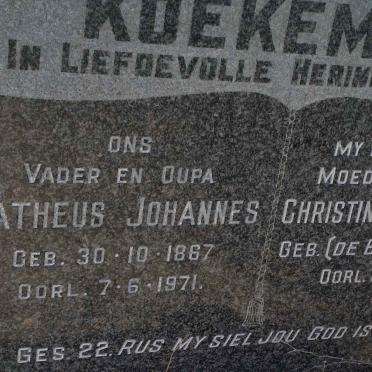 KOEKEM
IN LIEFDEVOLLE HERIN
ONS
VADER EN OUPA
ATHEUS JOHANNES
GEB. 30·10·1887
OORL. 7·6·1971.
MY
MOED
CHRISTIN
GEB. (DE
OORL.
GES 22. RUS MY SIEL JOU GOD IS